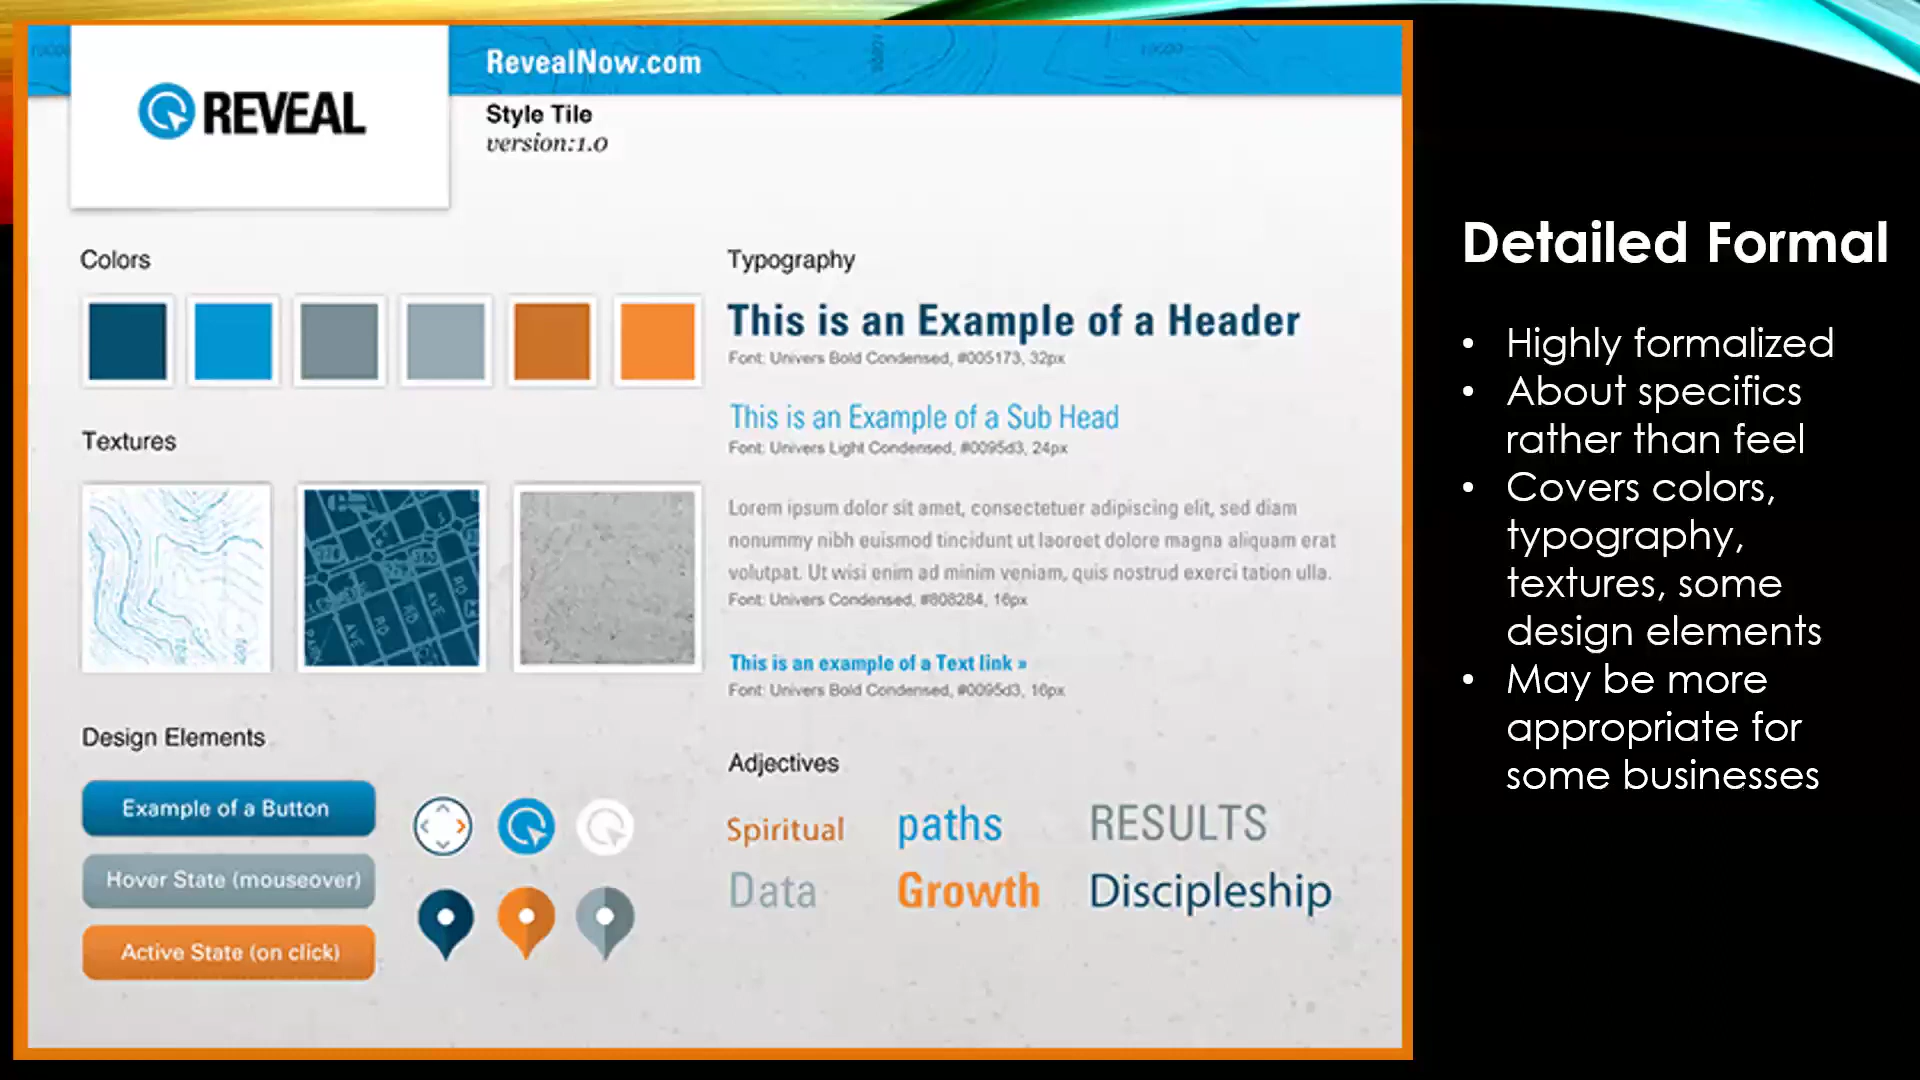 RevealNow.com
REVEAL
Style Tile
version:1.0
Colors
Textures
Design Elements
Example of a Button
Hover State (mouseover)
Active State (on click)
Typography
This is an Example of a Header
Font: Univers Bold Condensed, #005173, 32px
This is an Example of a Sub Head
Font: Univers Light Condensed, #0095d3, 24px
Lorem ipsum dolor sit amet, consectetuer adipiscing elit, sed diam
nonummy nibh euismod tincidunt ut laoreet dolore magna aliquam erat
volutpat. Ut wisi enim ad minim veniam, quis nostrud exerci tation ulla.
Font: Univers Condensed, #808284, 16px
This is an example of a Text link »
Font: Univers Bold Condensed, #0095d3, 16px
Adjectives
Spiritual paths RESULTS
Data Growth Discipleship
Detailed Formal
• Highly formalized
• About specifics
rather than feel
• Covers colors,
typography,
textures, some
design elements
• May be more
appropriate for
some businesses